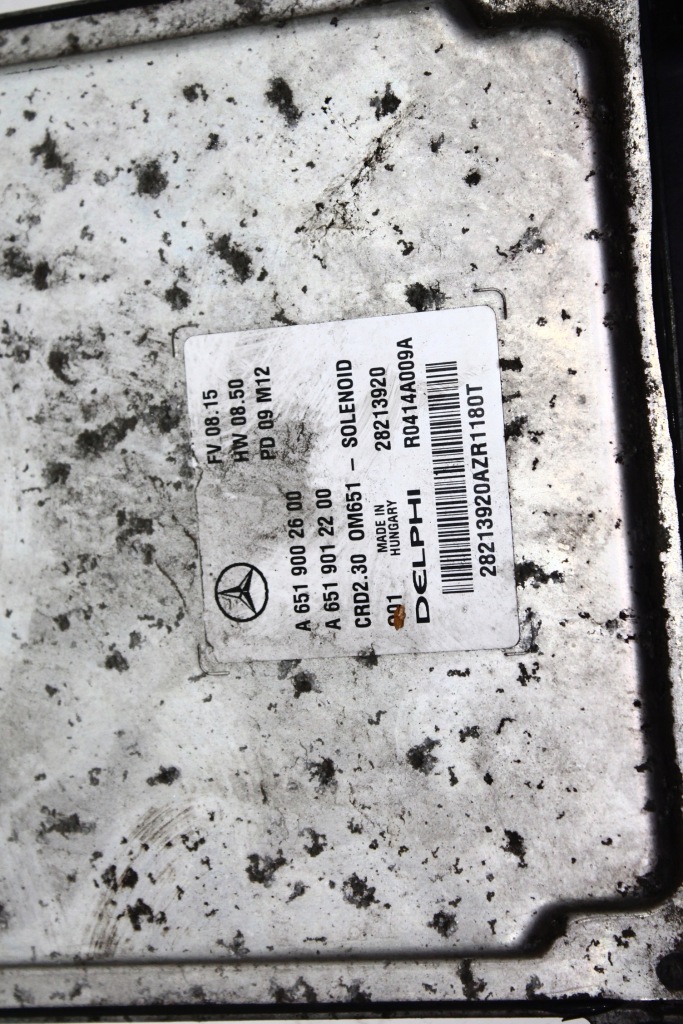 FV 08.15
HW 08.50
PD 09 M12
A 651 900 26 00
A 651 901 22 00
CRD2.30 OM651 – SOLENOID
MADE IN
HUNGARY
28213920
DELPHI
R0414A009A
28213920AZR1180T